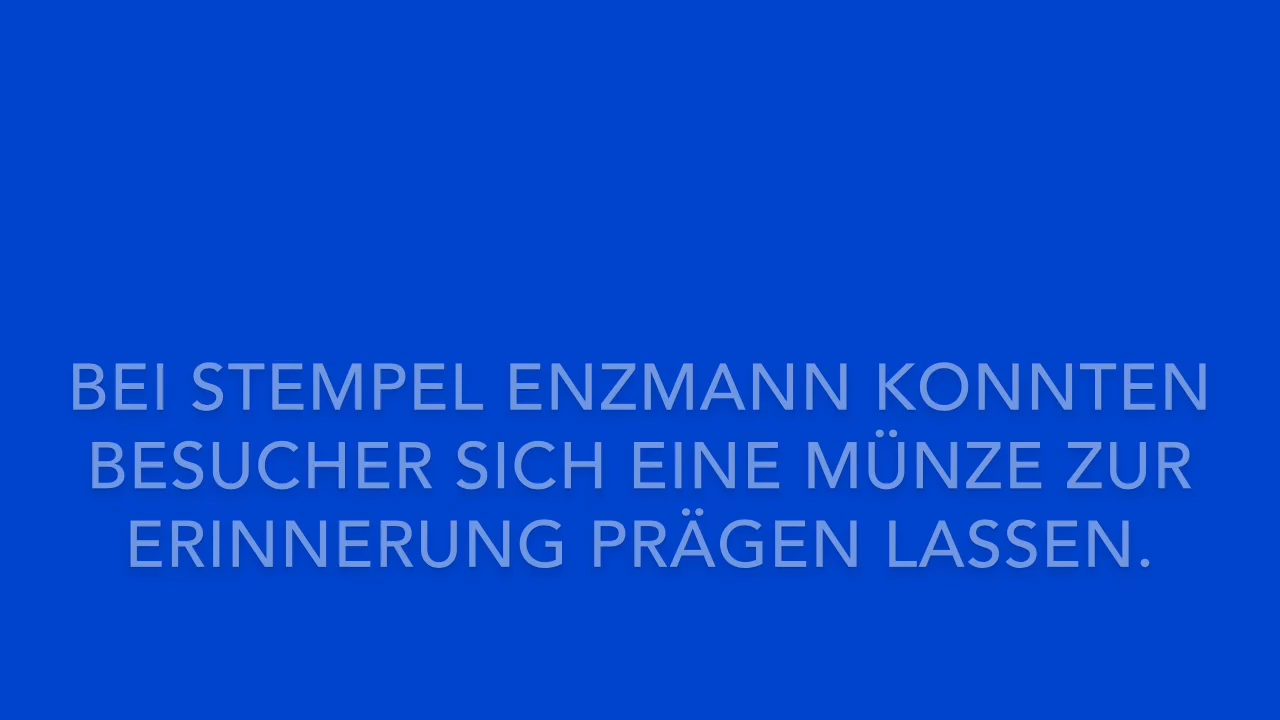 BEI STEMPEL ENZMANN KONNTEN
BESUCHER SICH EINE MÜNZE ZUR
ERINNERUNG PRÄGEN LASSEN.